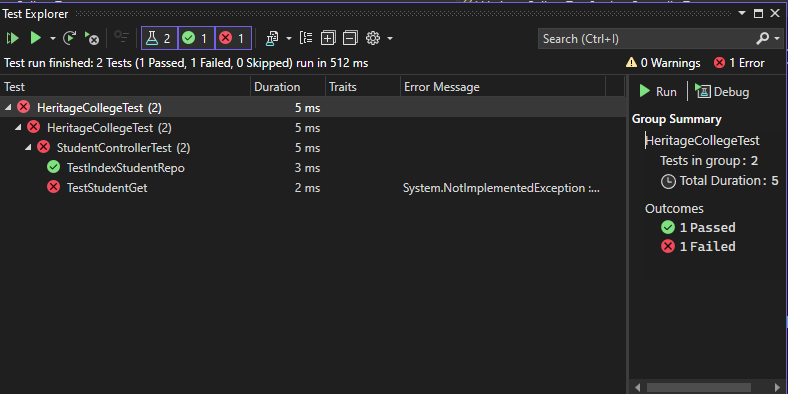 Test Explorer
2 1 1 Search (Ctrl+I)
Test run finished: 2 Tests (1 Passed, 1 Failed, 0 Skipped) run in 512 ms 0 Warnings 1 Error
Test Duration Traits Error Message Run Debug
HeritageCollegeTest (2) 5 ms
Group Summary
HeritageCollegeTest (2) 5 ms
HeritageCollegeTest
StudentControllerTest (2) 5 ms
Tests in group: 2
TestIndexStudentRepo 3 ms
Total Duration: 5
TestStudentGet 2 ms System.NotImplementedException :...
Outcomes
1 Passed
1 Failed